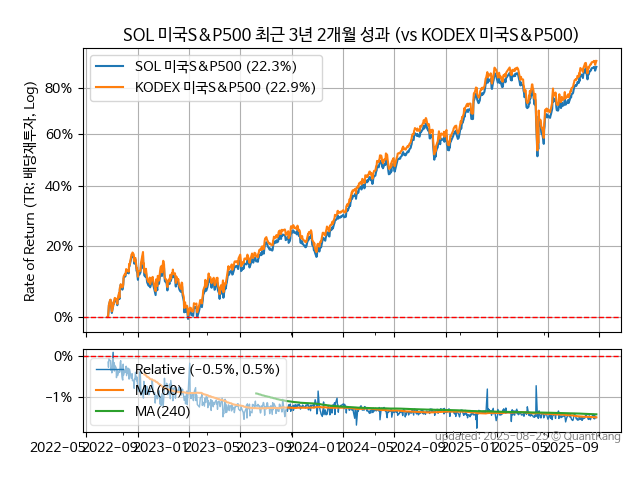 SOL 미국S&P500 최근 3년 2개월 성과 (vs KODEX 미국S&P500)
Rate of Return (TR: 배당재투자, Log)
SOL 미국S&P500 (22.3%)
KODEX 미국S&P500 (22.9%)
80%
60%
40%
20%
0%
0%
−1%
Relative (−0.5%, 0.5%)
MA(60)
MA(240)
updated: 2025-08-25 © QuantKang
2022-05 2022-09 2023-01 2023-05 2023-09 2024-01 2024-05 2024-09 2025-01 2025-05 2025-09